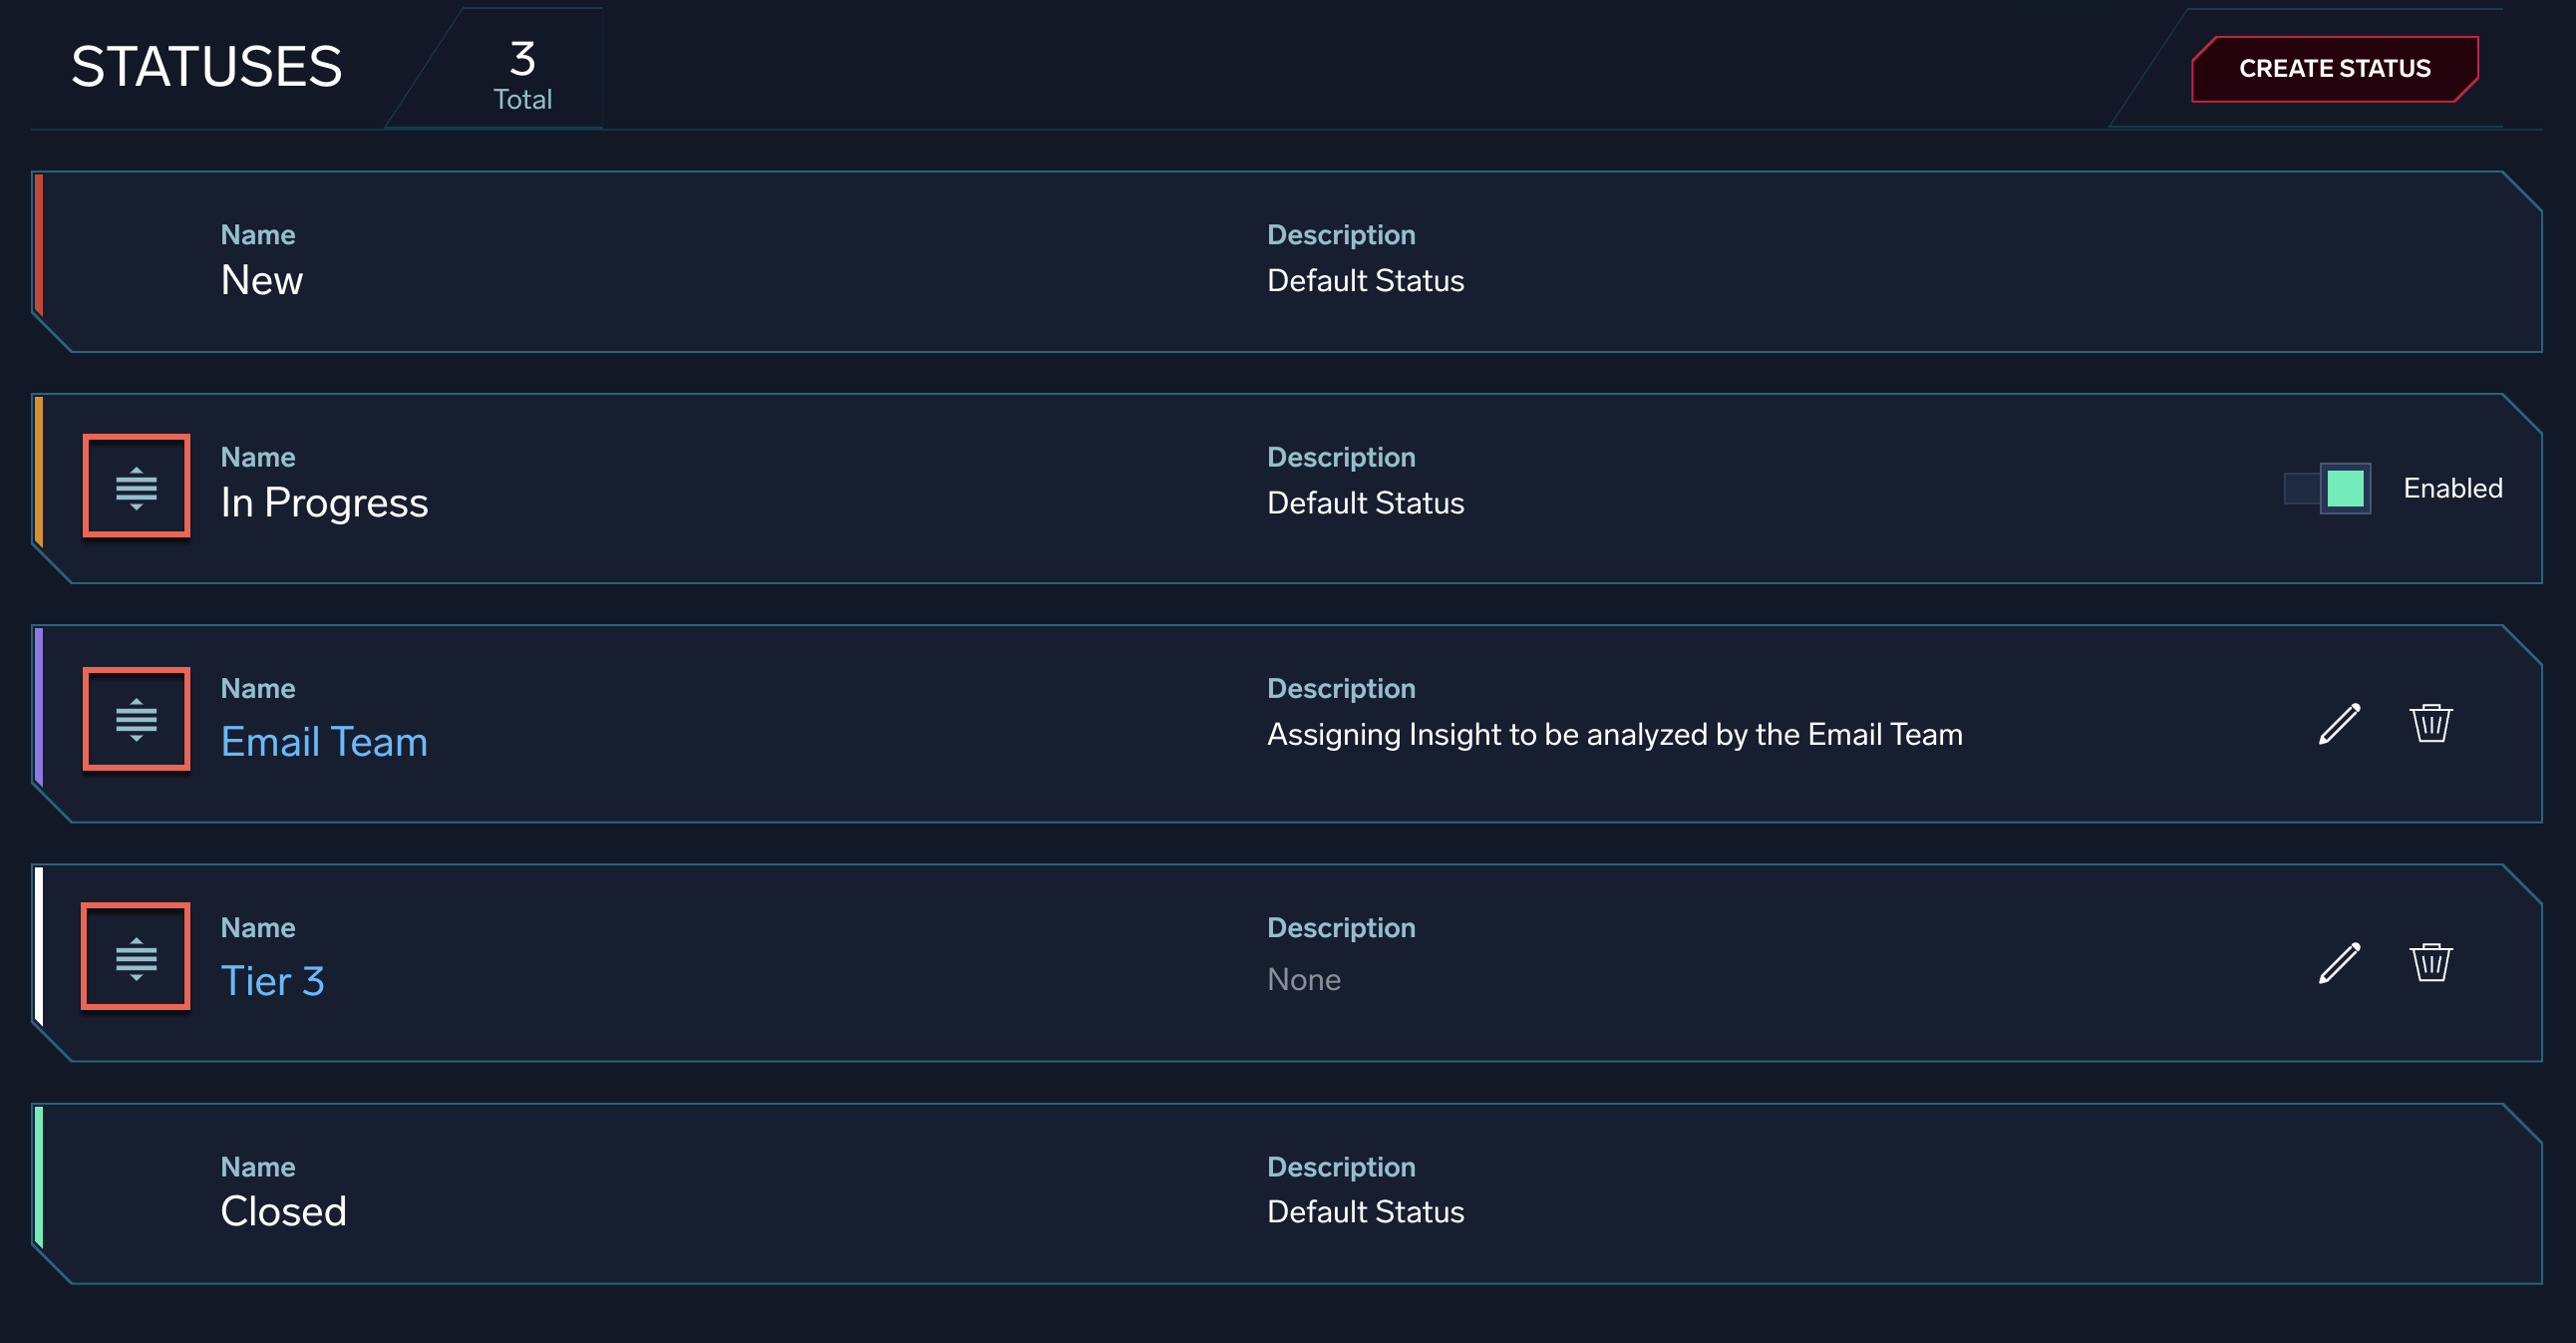 STATUSES
3
Total
CREATE STATUS
Name
Description
New
Default Status
Name
Description
In Progress
Default Status
Enabled
Name
Description
Email Team
Assigning Insight to be analyzed by the Email Team
Name
Description
Tier 3
None
Name
Description
Closed
Default Status